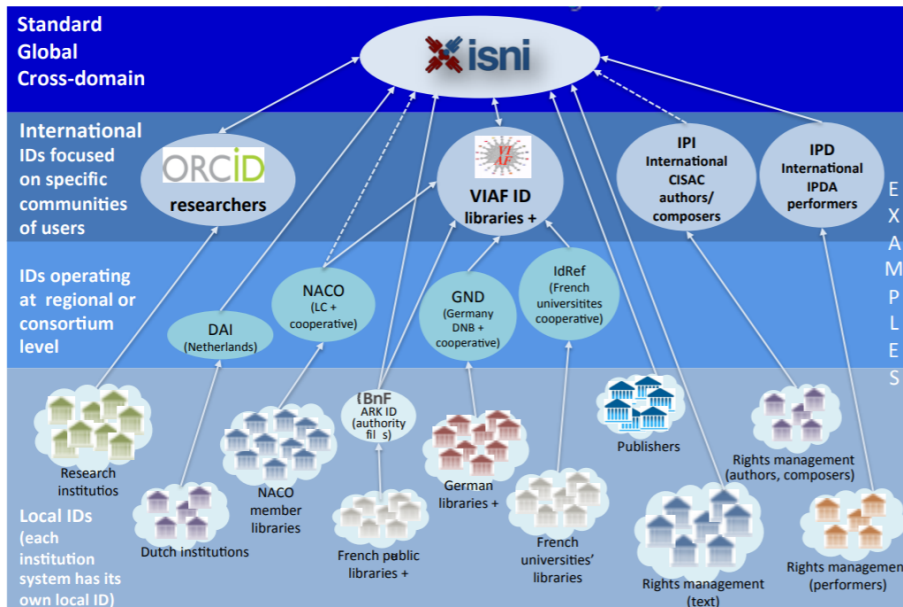 Standard
Global
Cross-domain
isni
International
IDs focused
on specific
communities
of users
ORCID
researchers
VIAF
VIAF ID
libraries +
IPI
International
CISAC
authors/
composers
IPD
International
IPDA
performers
EXAMPLES
IDs operating
at regional or
consortium
level
DAI
(Netherlands)
NACO
(LC +
cooperative)
GND
(Germany
DNB +
cooperative)
IdRef
(French
universitites
cooperative)
Research
institutios
Dutch institutions
NACO
member
libraries
BnF
ARK ID
(authority
fil s)
French public
libraries +
German
libraries +
French
universities’
libraries
Publishers
Rights management
(text)
Rights management
(authors, composers)
Rights management
(performers)
Local IDs
(each
institution
system has its
own local ID)